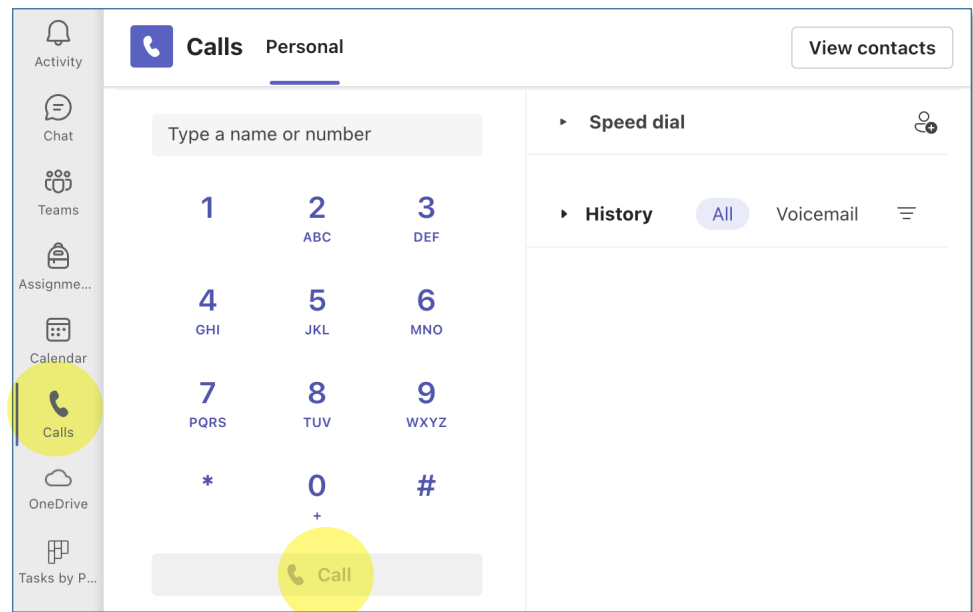 Activity
Chat
Teams
Assignme...
Calendar
Calls
OneDrive
Tasks by P...
Calls Personal
View contacts
Type a name or number
1 2 3
ABC DEF
4 5 6
GHI JKL MNO
7 8 9
PQRS TUV WXYZ
* 0 #
+
Call
Speed dial
History All Voicemail